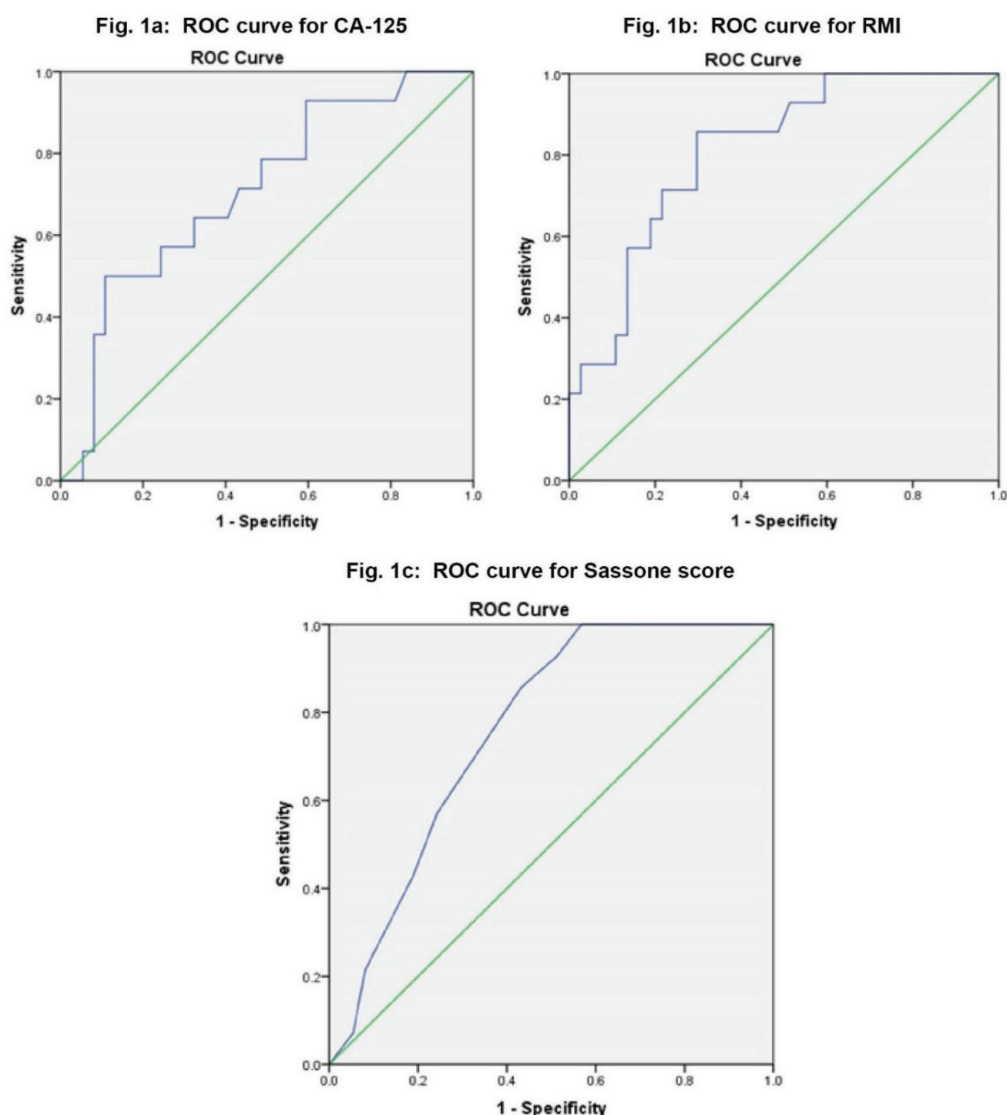 Fig. 1a: ROC curve for CA-125
ROC Curve
1.0
0.8
0.6
0.4
0.2
0.0
Sensitivity
0.0 0.2 0.4 0.6 0.8 1.0
1 - Specificity
Fig. 1b: ROC curve for RMI
ROC Curve
1.0
0.8
0.6
0.4
0.2
0.0
Sensitivity
0.0 0.2 0.4 0.6 0.8 1.0
1 - Specificity
Fig. 1c: ROC curve for Sassone score
ROC Curve
1.0
0.8
0.6
0.4
0.2
0.0
Sensitivity
0.0 0.2 0.4 0.6 0.8 1.0
1 - Specificity